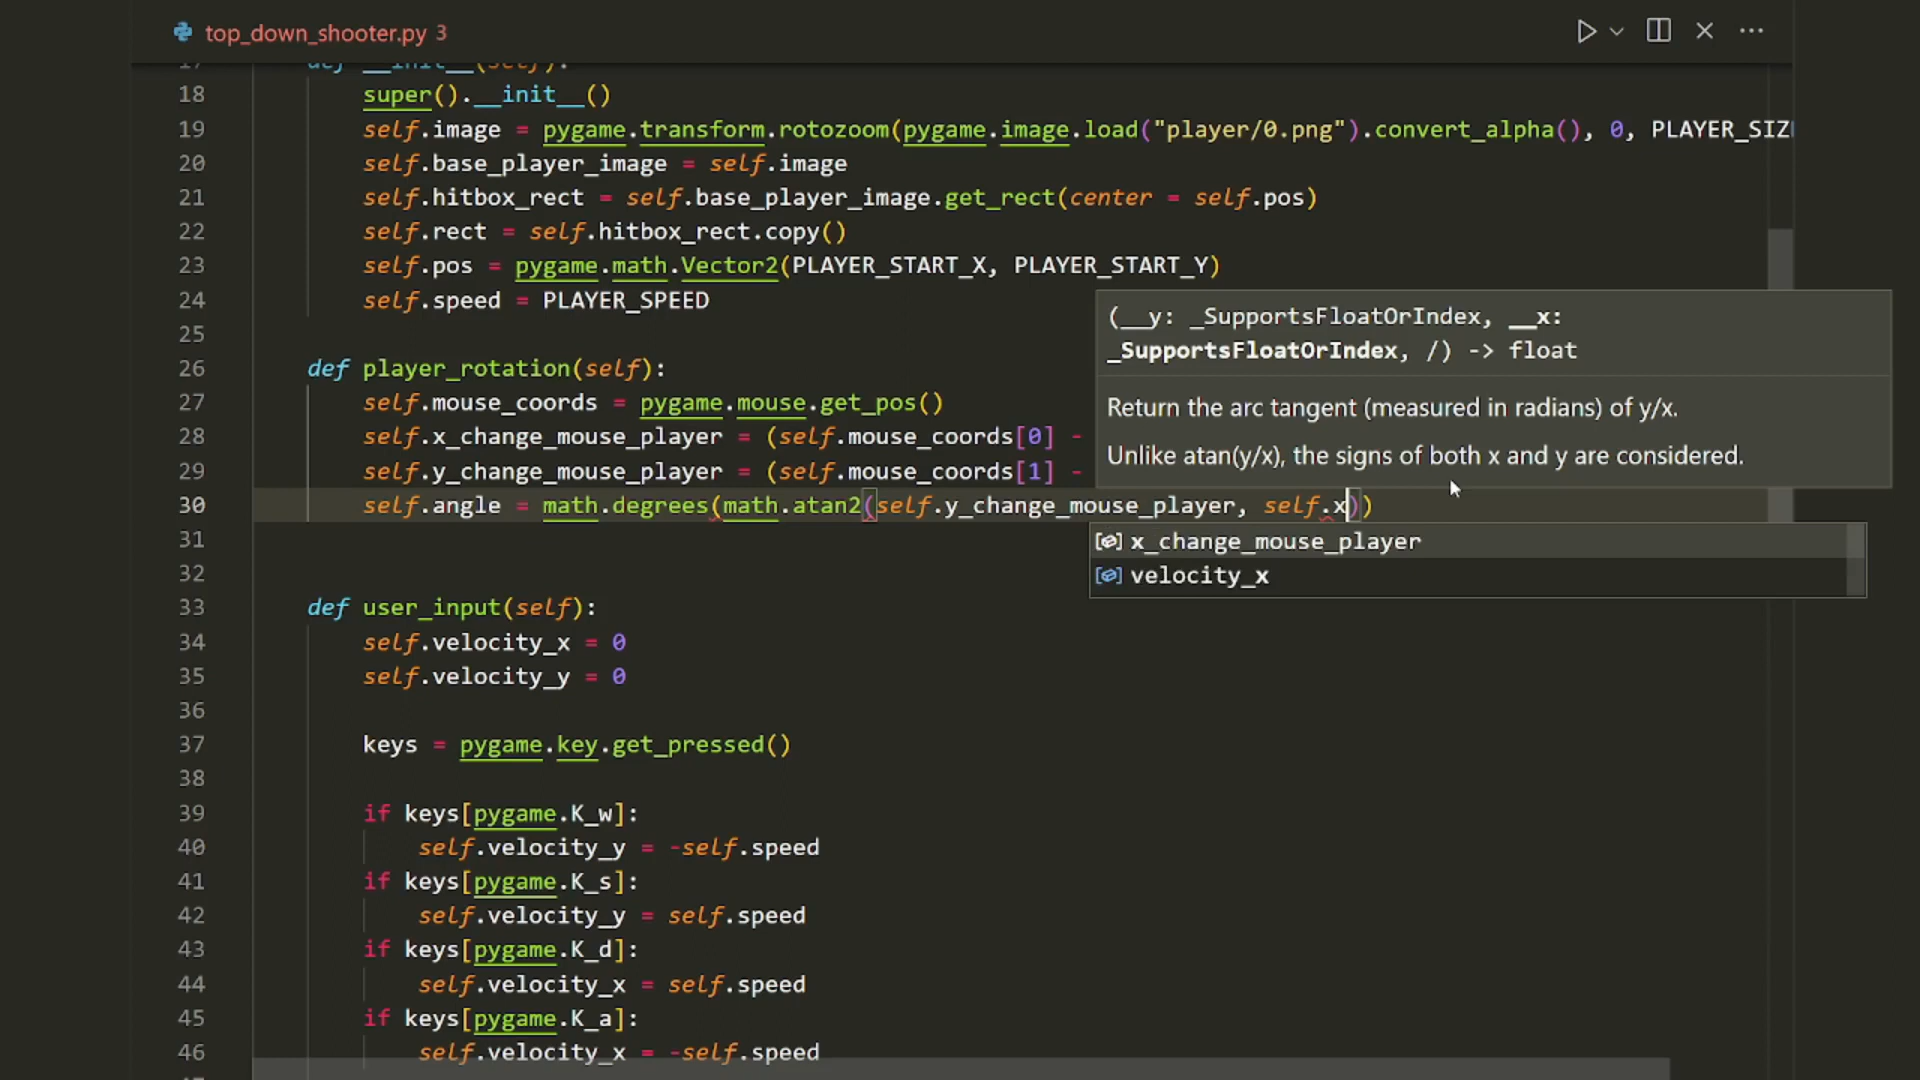 top_down_shooter.py 3
17 def __init__(self):
18 super().__init__()
19 self.image = pygame.transform.rotozoom(pygame.image.load("player/0.png").convert_alpha(), 0, PLAYER_SIZ
20 self.base_player_image = self.image
21 self.hitbox_rect = self.base_player_image.get_rect(center = self.pos)
22 self.rect = self.hitbox_rect.copy()
23 self.pos = pygame.math.Vector2(PLAYER_START_X, PLAYER_START_Y)
24 self.speed = PLAYER_SPEED
25
26 def player_rotation(self):
27 self.mouse_coords = pygame.mouse.get_pos()
28 self.x_change_mouse_player = (self.mouse_coords[0] -
29 self.y_change_mouse_player = (self.mouse_coords[1] -
30 self.angle = math.degrees(math.atan2(self.y_change_mouse_player, self.x))
(__y: _SupportsFloatOrIndex, __x:
_SupportsFloatOrIndex, /) -> float
Return the arc tangent (measured in radians) of y/x.
Unlike atan(y/x), the signs of both x and y are considered.
x_change_mouse_player
velocity_x
31
32
33 def user_input(self):
34 self.velocity_x = 0
35 self.velocity_y = 0
36
37 keys = pygame.key.get_pressed()
38
39 if keys[pygame.K_w]:
40 self.velocity_y = -self.speed
41 if keys[pygame.K_s]:
42 self.velocity_y = self.speed
43 if keys[pygame.K_d]:
44 self.velocity_x = self.speed
45 if keys[pygame.K_a]:
46 self.velocity_x = -self.speed